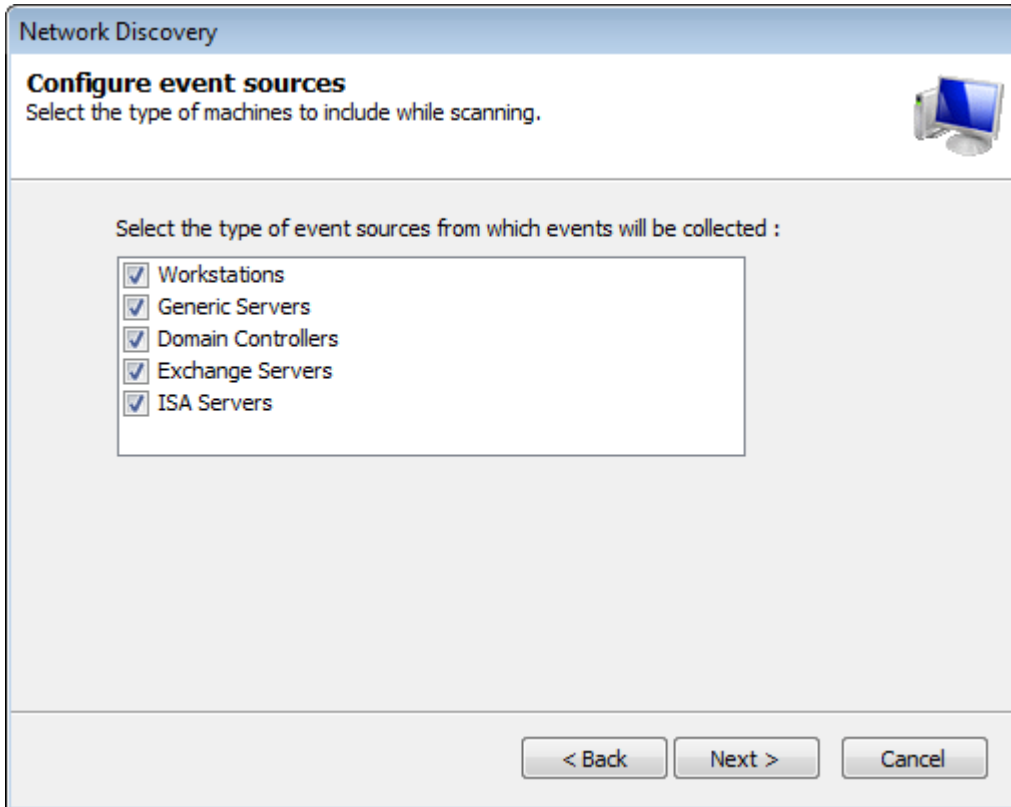 Network Discovery
Configure event sources
Select the type of machines to include while scanning.
Select the type of event sources from which events will be collected :
Workstations
Generic Servers
Domain Controllers
Exchange Servers
ISA Servers
< Back Next > Cancel